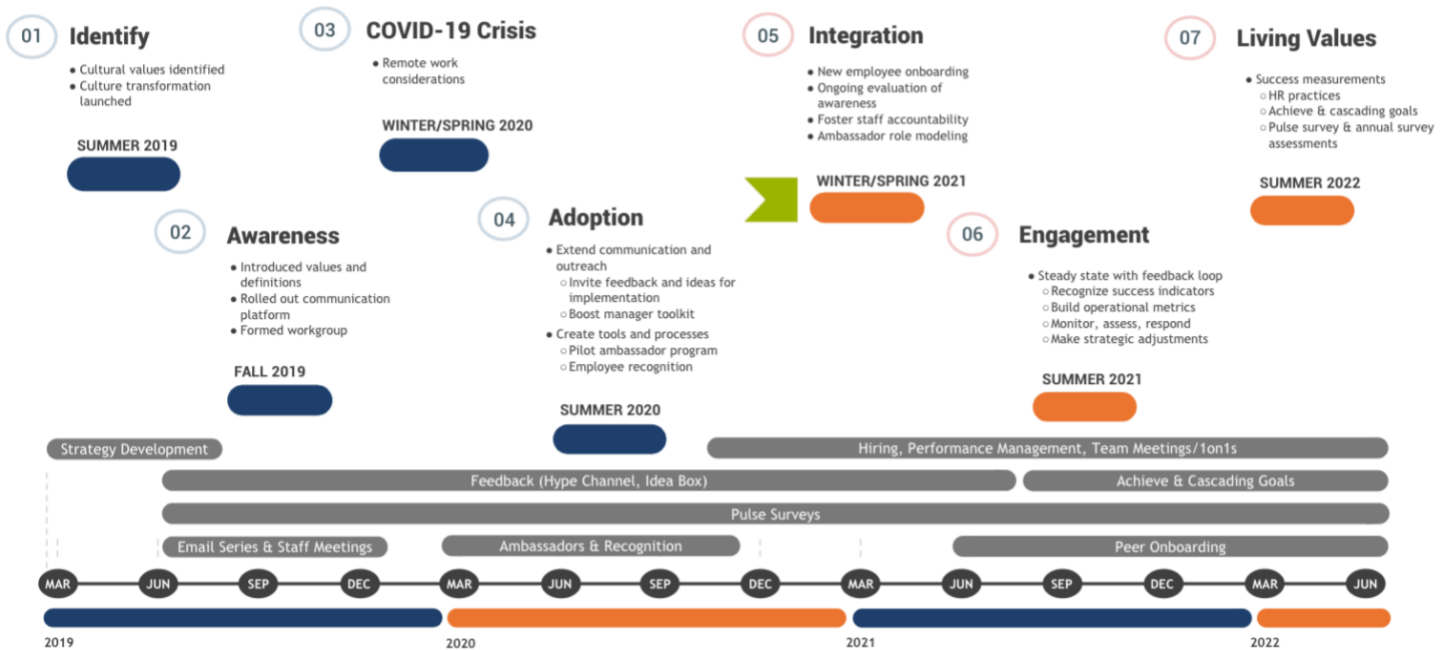 01 Identify
● Cultural values identified
● Culture transformation
launched
SUMMER 2019
03 COVID-19 Crisis
● Remote work
considerations
WINTER/SPRING 2020
05 Integration
● New employee onboarding
● Ongoing evaluation of
awareness
● Foster staff accountability
● Ambassador role modeling
WINTER/SPRING 2021
07 Living Values
● Success measurements
○ HR practices
○ Achieve & cascading goals
○ Pulse survey & annual survey
assessments
SUMMER 2022
02 Awareness
● Introduced values and
definitions
● Rolled out communication
platform
● Formed workgroup
FALL 2019
04 Adoption
● Extend communication and
outreach
○ Invite feedback and ideas for
implementation
○ Boost manager toolkit
● Create tools and processes
○ Pilot ambassador program
○ Employee recognition
SUMMER 2020
06 Engagement
● Steady state with feedback loop
○ Recognize success indicators
○ Build operational metrics
○ Monitor, assess, respond
○ Make strategic adjustments
SUMMER 2021
Strategy Development
Hiring, Performance Management, Team Meetings/1on1s
Feedback (Hype Channel, Idea Box)
Achieve & Cascading Goals
Pulse Surveys
Email Series & Staff Meetings
Ambassadors & Recognition
Peer Onboarding
MAR JUN SEP DEC MAR JUN SEP DEC MAR JUN SEP DEC MAR JUN
2019 2020 2021 2022